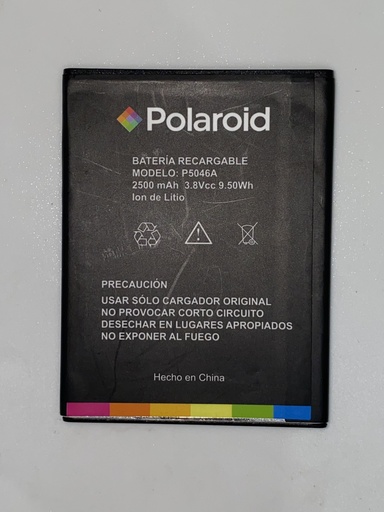 Polaroid
BATERÍA RECARGABLE
MODELO: P5046A
2500 mAh 3.8Vcc 9.50Wh
Ion de Litio
PRECAUCIÓN
USAR SÓLO CARGADOR ORIGINAL
NO PROVOCAR CORTO CIRCUITO
DESECHAR EN LUGARES APROPIADOS
NO EXPONER AL FUEGO
Hecho en China